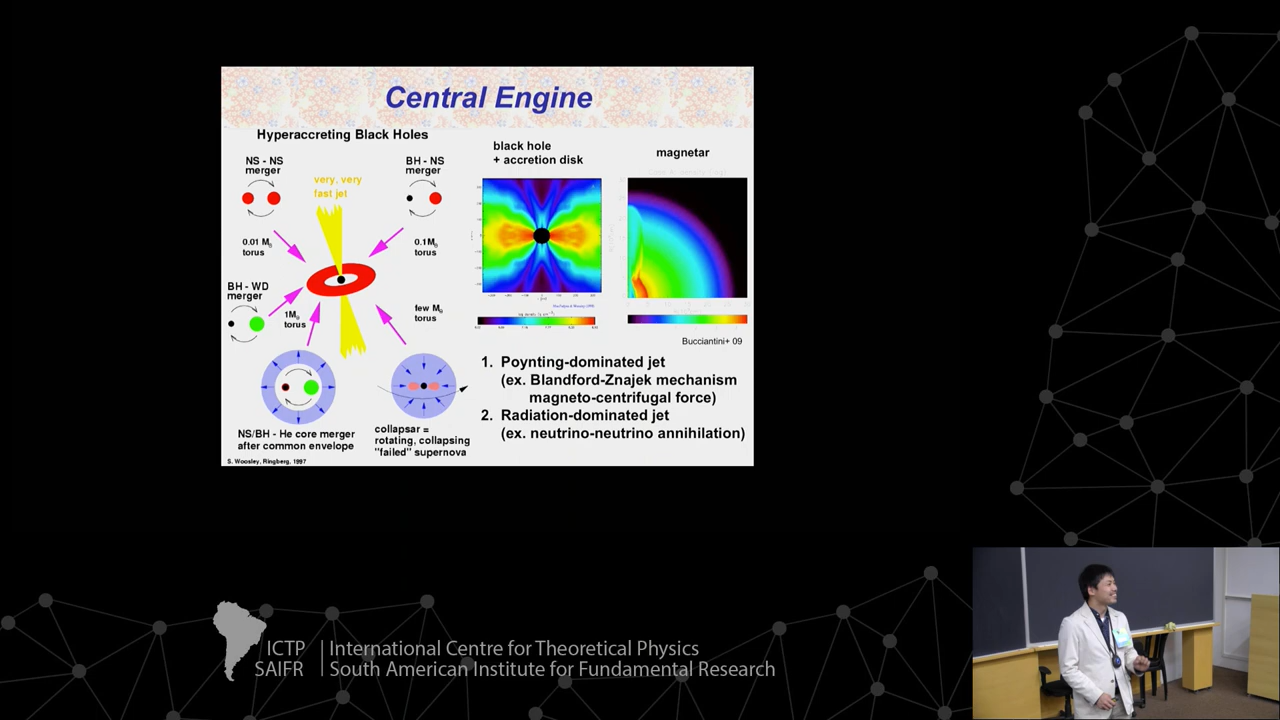 Central Engine
Hyperaccreting Black Holes
NS - NS
merger
BH - NS
merger
very, very
fast jet
0.01 M⊙
torus
0.1M⊙
torus
BH - WD
merger
1M⊙
torus
few M⊙
torus
NS/BH - He core merger
after common envelope
collapsar =
rotating, collapsing
"failed" supernova
S. Woosley, Ringberg, 1997
black hole
+ accretion disk
magnetar
Bucciantini+ 09
1. Poynting-dominated jet
(ex. Blandford-Znajek mechanism
magneto-centrifugal force)
2. Radiation-dominated jet
(ex. neutrino-neutrino annihilation)
ICTP
SAIFR
International Centre for Theoretical Physics
South American Institute for Fundamental Research